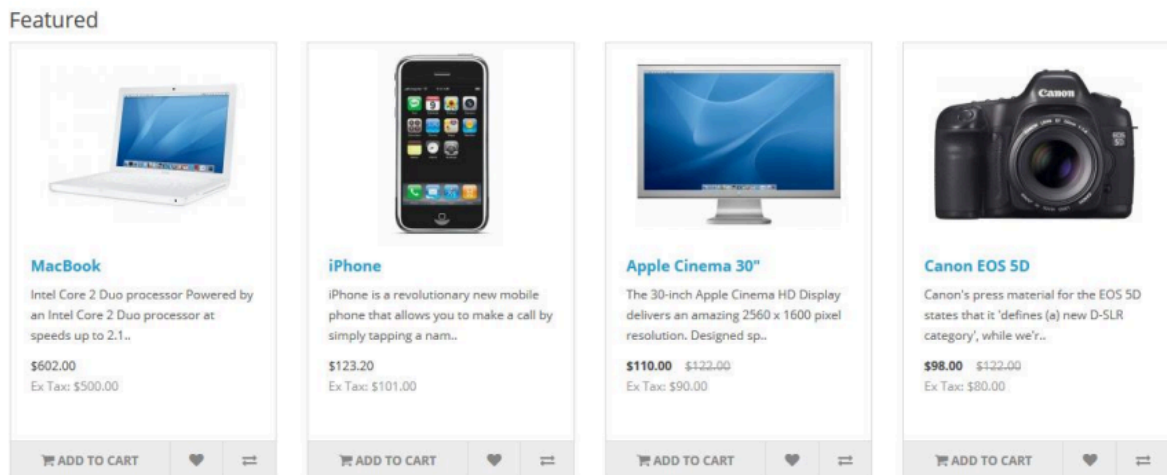 Featured
MacBook
Intel Core 2 Duo processor Powered by
an Intel Core 2 Duo processor at
speeds up to 2.1..
$602.00
Ex Tax: $500.00
ADD TO CART
iPhone
iPhone is a revolutionary new mobile
phone that allows you to make a call by
simply tapping a nam..
$123.20
Ex Tax: $101.00
ADD TO CART
Apple Cinema 30"
The 30-inch Apple Cinema HD Display
delivers an amazing 2560 x 1600 pixel
resolution. Designed sp..
$110.00 $122.00
Ex Tax: $90.00
ADD TO CART
Canon
EOS
5D
Canon EOS 5D
Canon's press material for the EOS 5D
states that it 'defines (a) new D-SLR
category', while we'r..
$98.00 $122.00
Ex Tax: $80.00
ADD TO CART